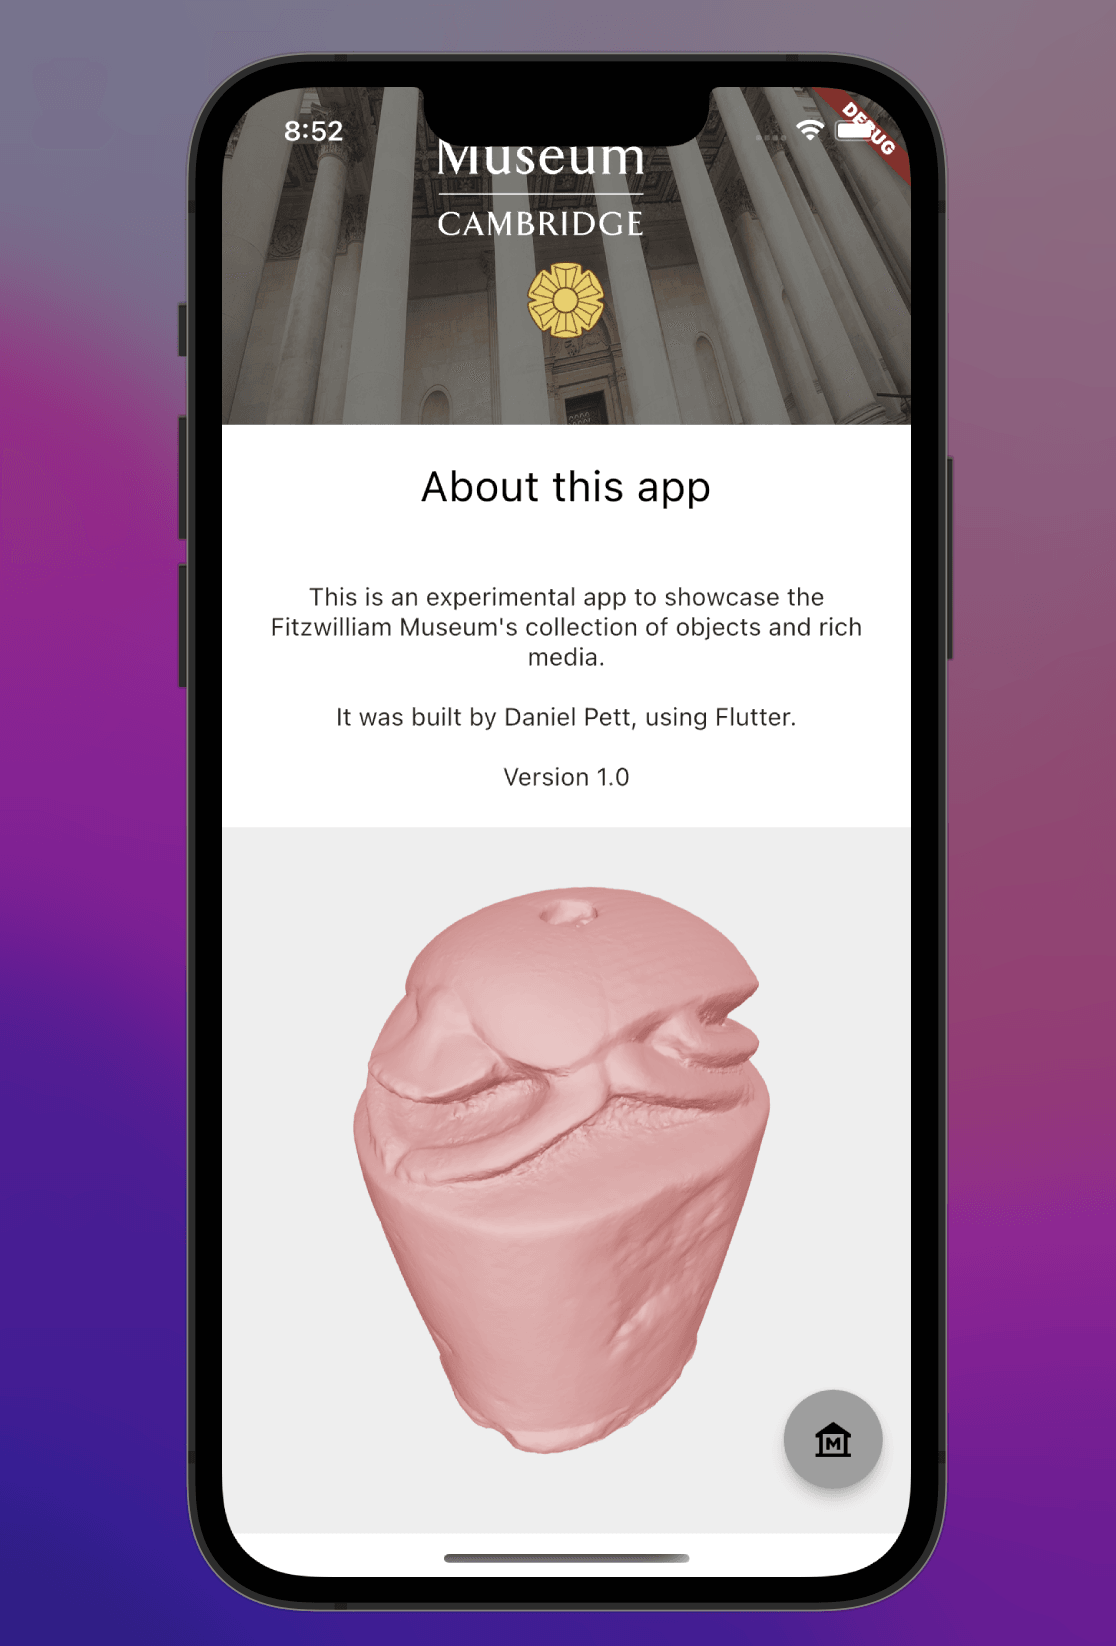 8:52
DEBUG
Museum
CAMBRIDGE
About this app
This is an experimental app to showcase the
Fitzwilliam Museum's collection of objects and rich
media.
It was built by Daniel Pett, using Flutter.
Version 1.0
M